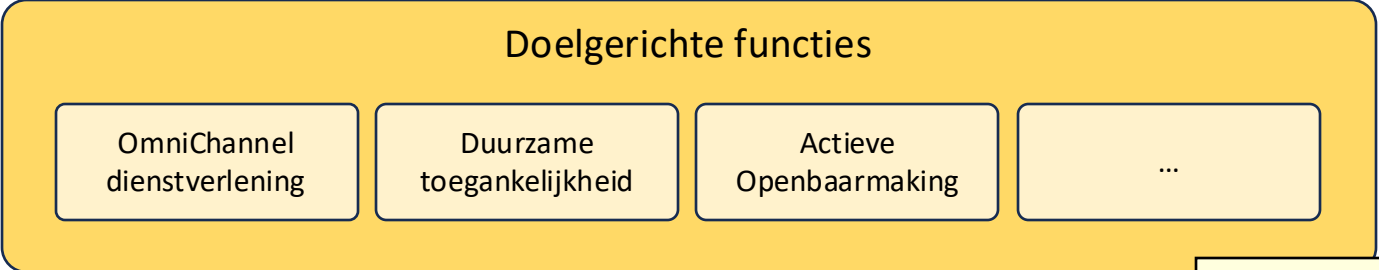 Doelgerichte functies
OmniChannel
dienstverlening
Duurzame
toegankelijkheid
Actieve
Openbaarmaking
...